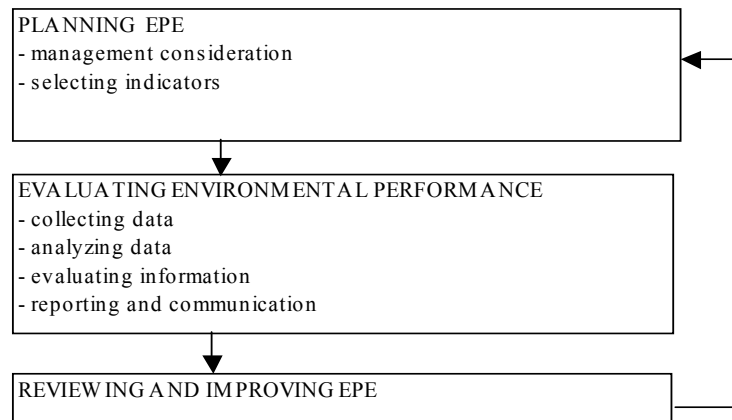 PLANNING EPE
- management consideration
- selecting indicators
EVALUATING ENVIRONMENTAL PERFORMANCE
- collecting data
- analyzing data
- evaluating information
- reporting and communication
REVIEWING AND IMPROVING EPE